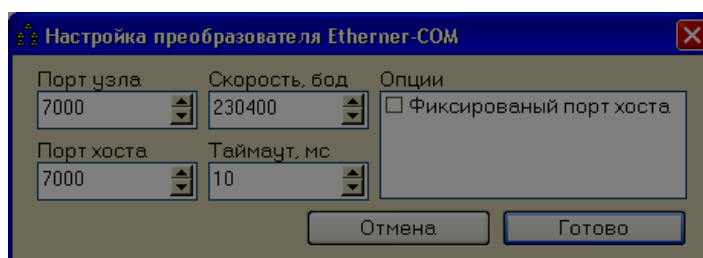 Настройка преобразователя Etherner-COM
Порт узла Скорость, бод Опции
7000 230400 Фиксированый порт хоста
Порт хоста Таймаут, мс
7000 10
Отмена Готово